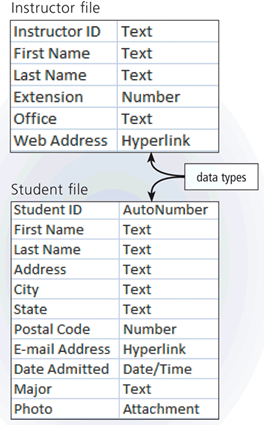 Instructor file
Instructor ID Text
First Name Text
Last Name Text
Extension Number
Office Text
Web Address Hyperlink
data types
Student file
Student ID AutoNumber
First Name Text
Last Name Text
Address Text
City Text
State Text
Postal Code Number
E-mail Address Hyperlink
Date Admitted Date/Time
Major Text
Photo Attachment